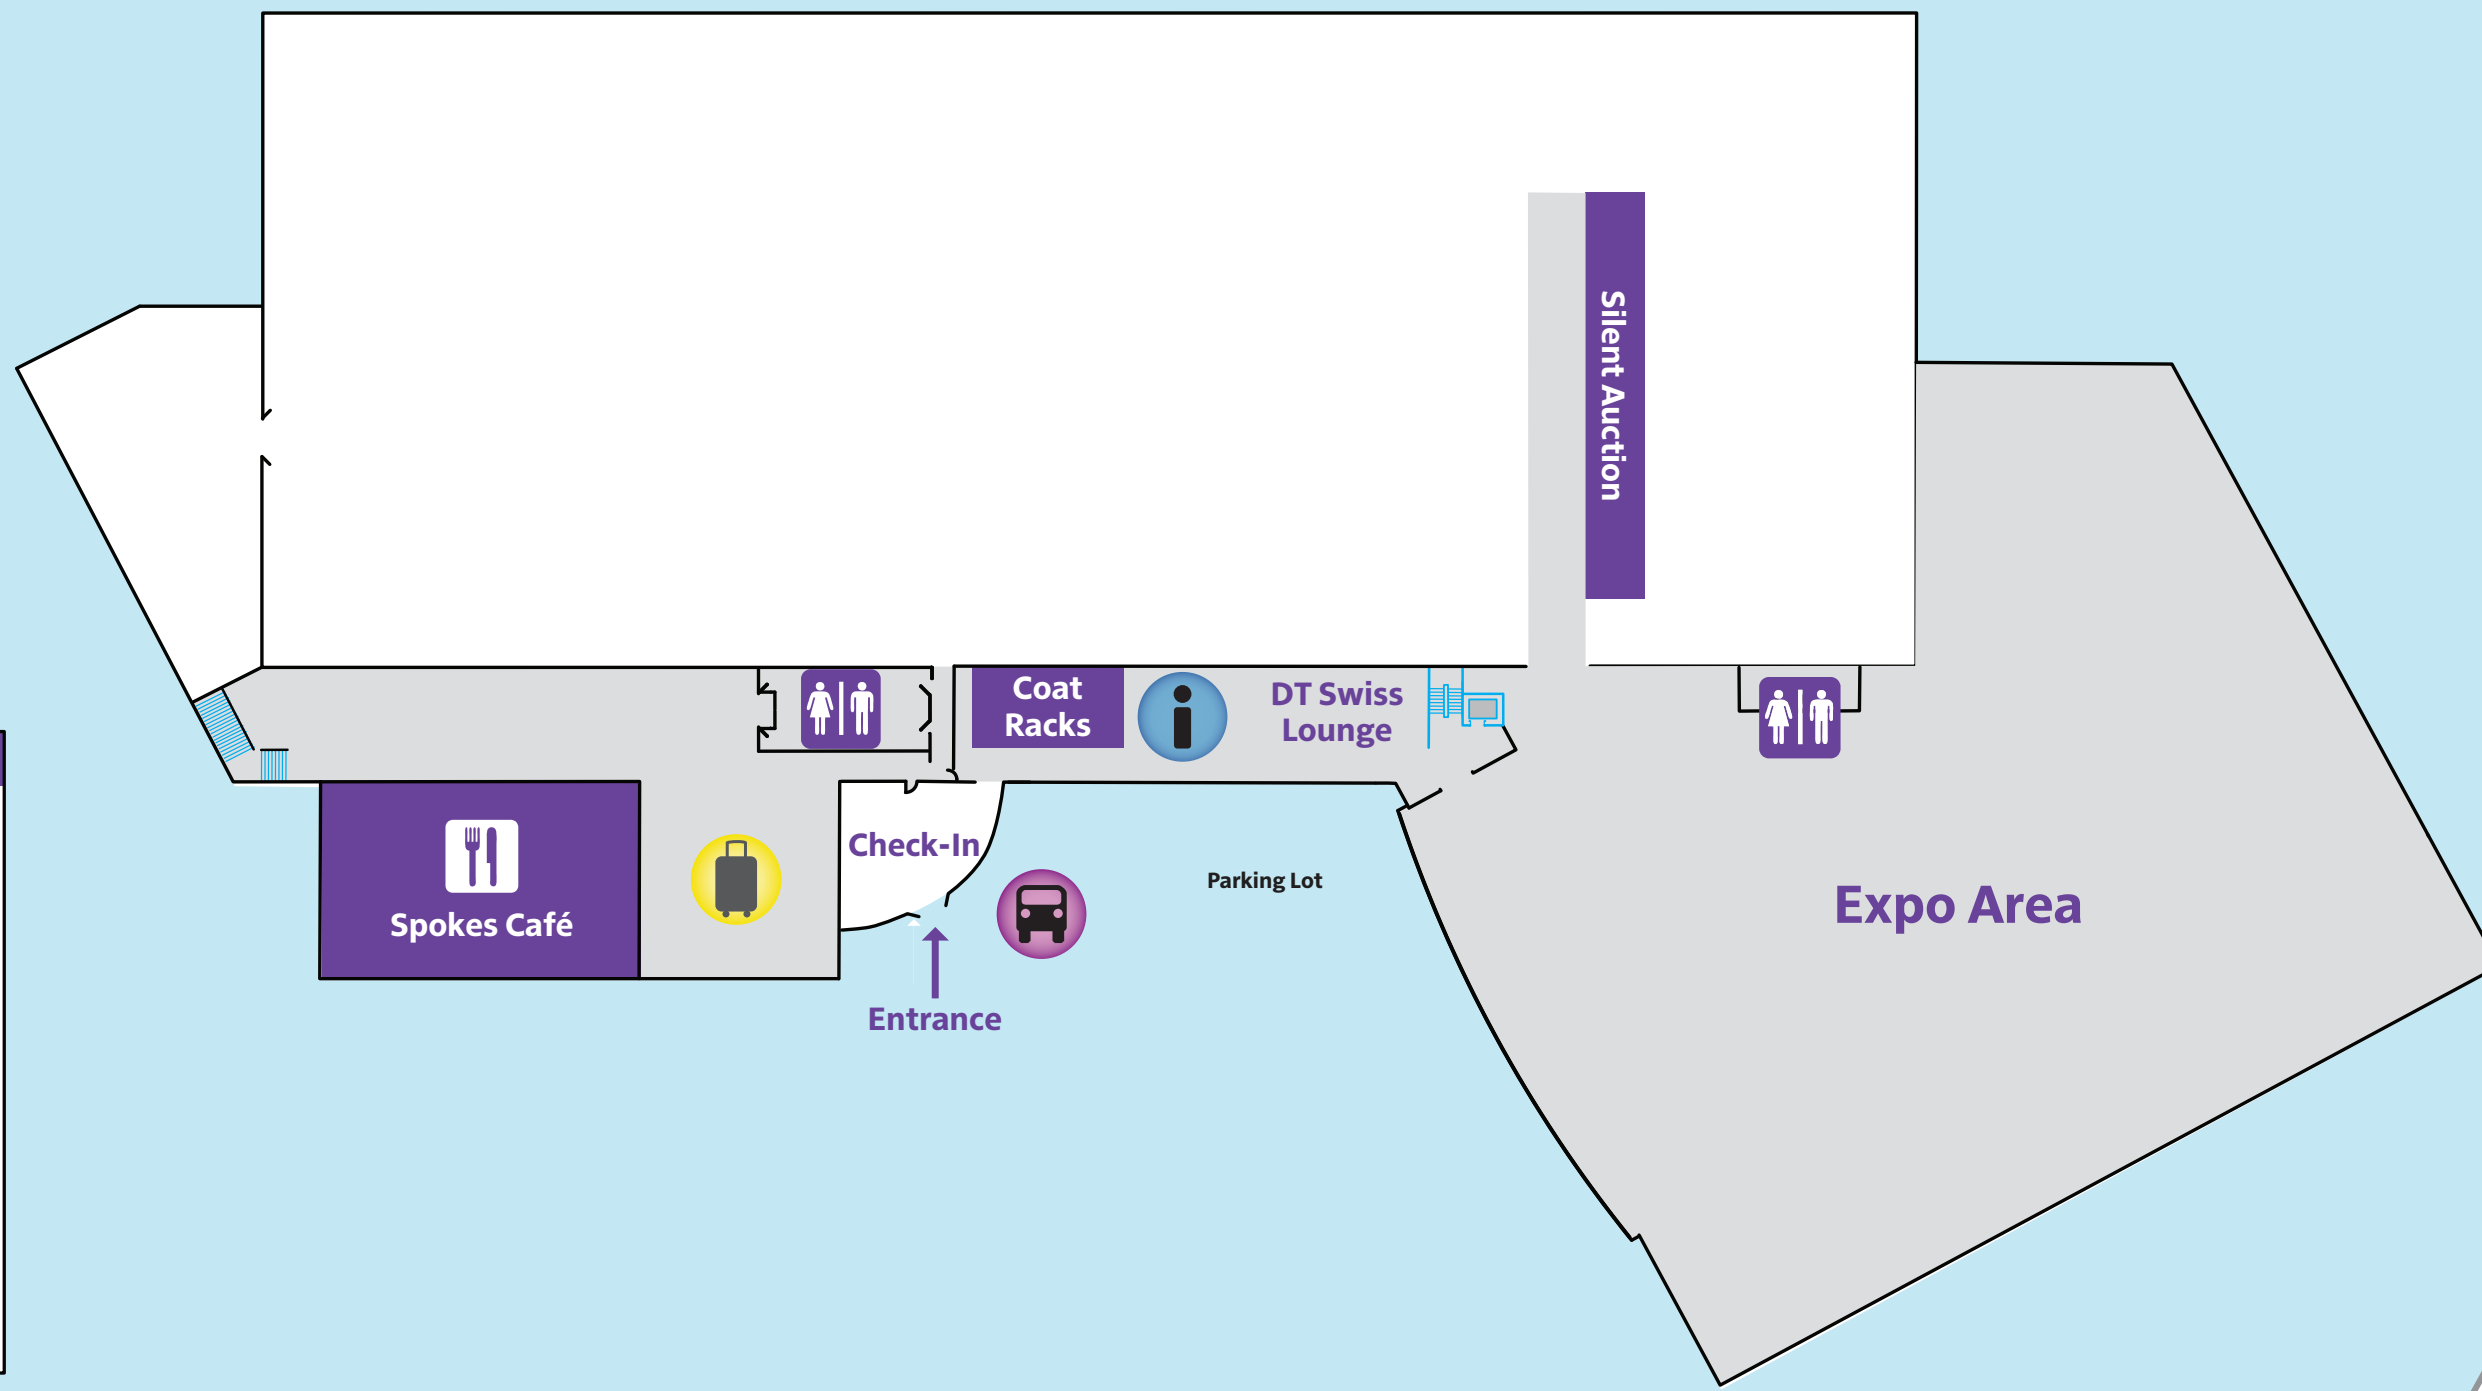 Silent Auction
Coat
Racks
DT Swiss
Lounge
Check-In
Parking Lot
Expo Area
Spokes Café
Entrance